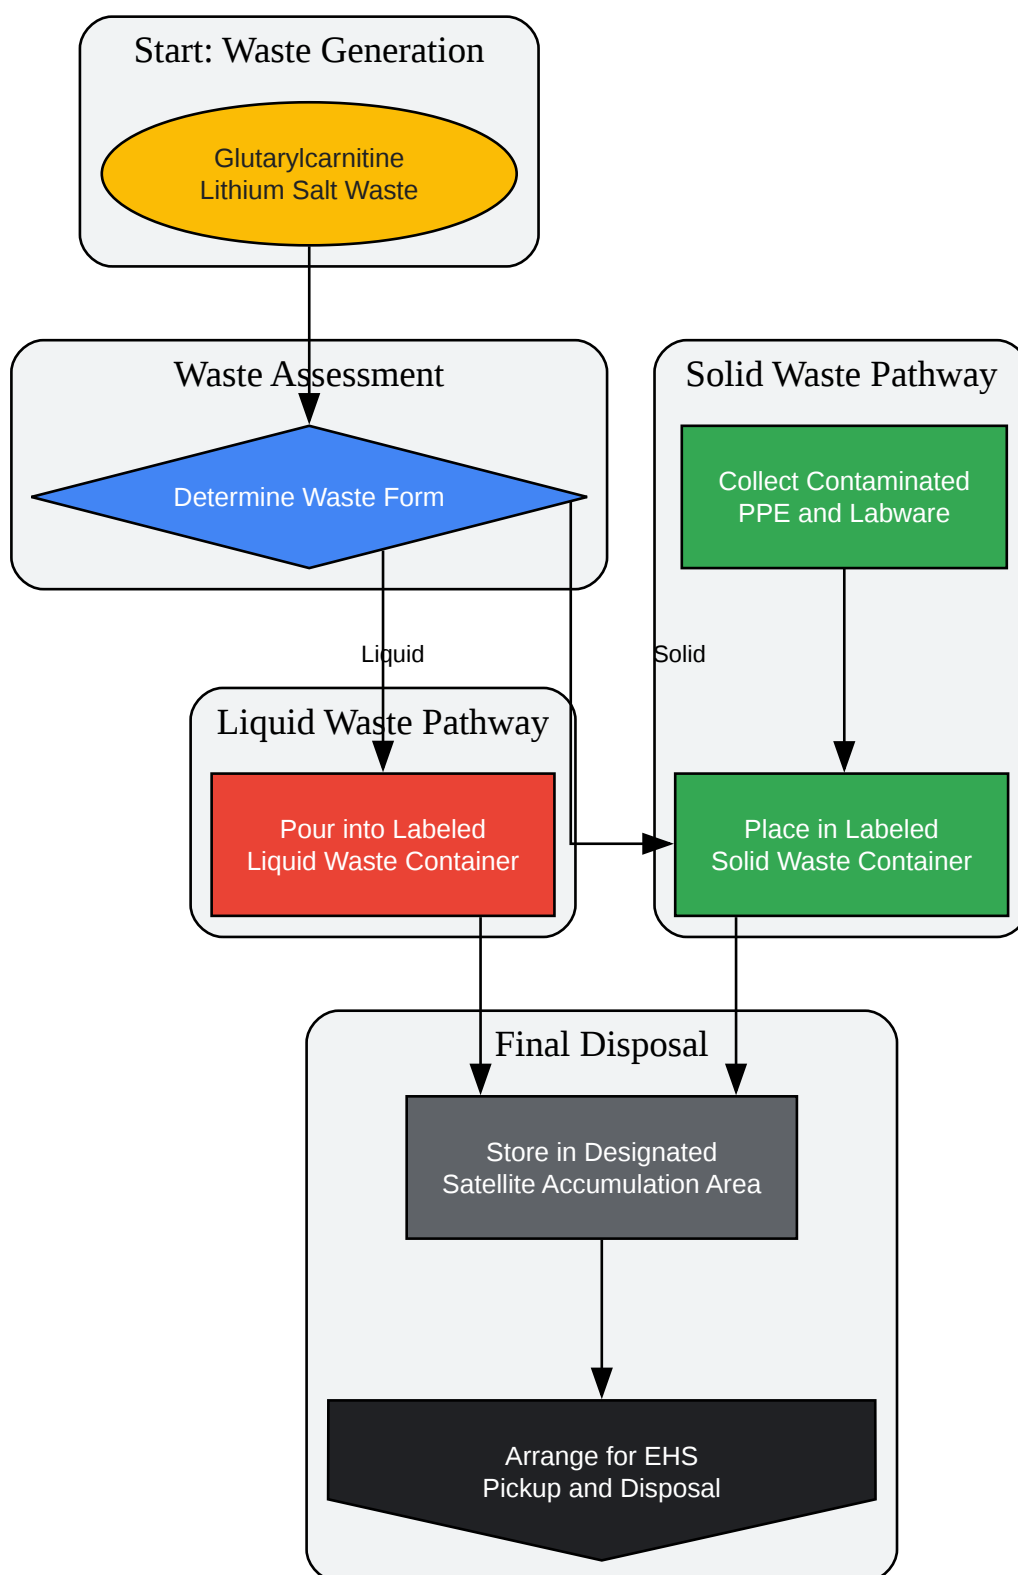 Start: Waste Generation
Glutarylcarnitine
Lithium Salt Waste
Waste Assessment
Determine Waste Form
Solid Waste Pathway
Collect Contaminated
PPE and Labware
Liquid
Solid
Liquid Waste Pathway
Pour into Labeled
Liquid Waste Container
Place in Labeled
Solid Waste Container
Final Disposal
Store in Designated
Satellite Accumulation Area
Arrange for EHS
Pickup and Disposal